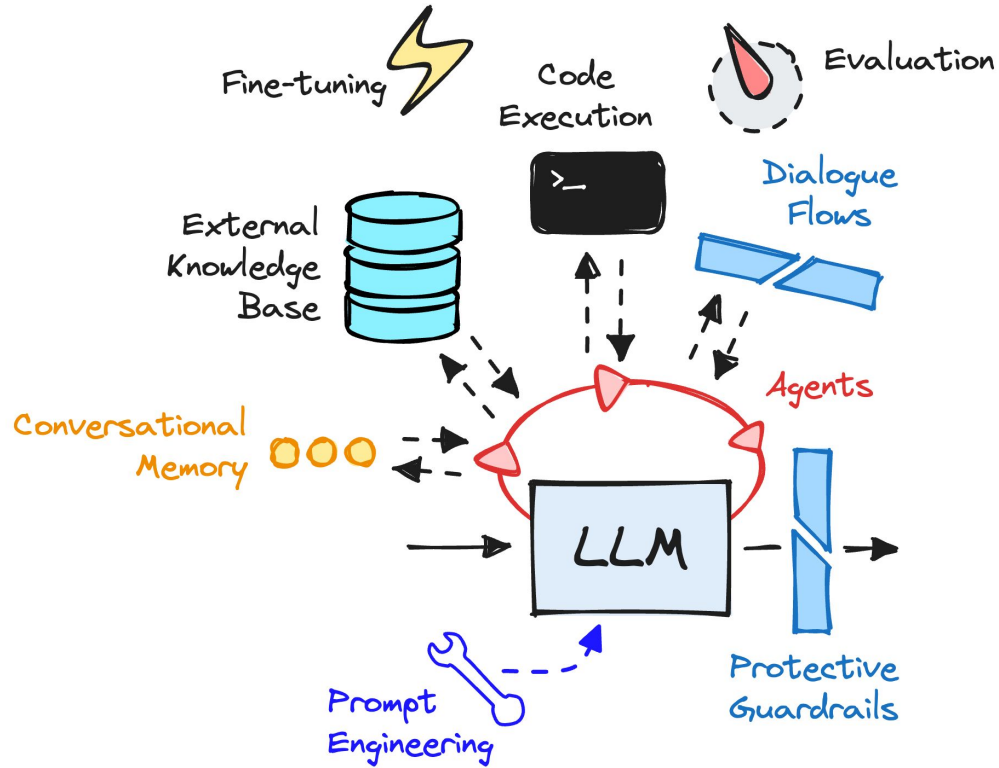 Fine-tuning
Code
Execution
Evaluation
>_
Dialogue
Flows
External
Knowledge
Base
Agents
Conversational
Memory
LLM
Prompt
Engineering
Protective
Guardrails